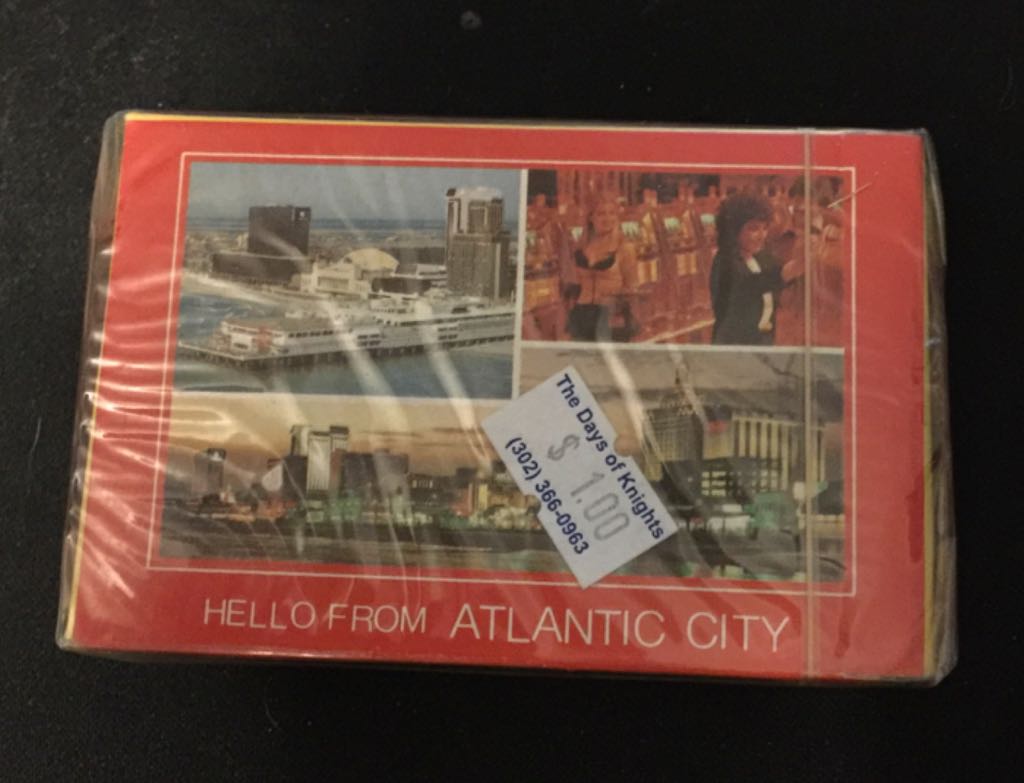 The Days of Knights
$ 1.00
(302) 366-0963
HELLO FROM ATLANTIC CITY